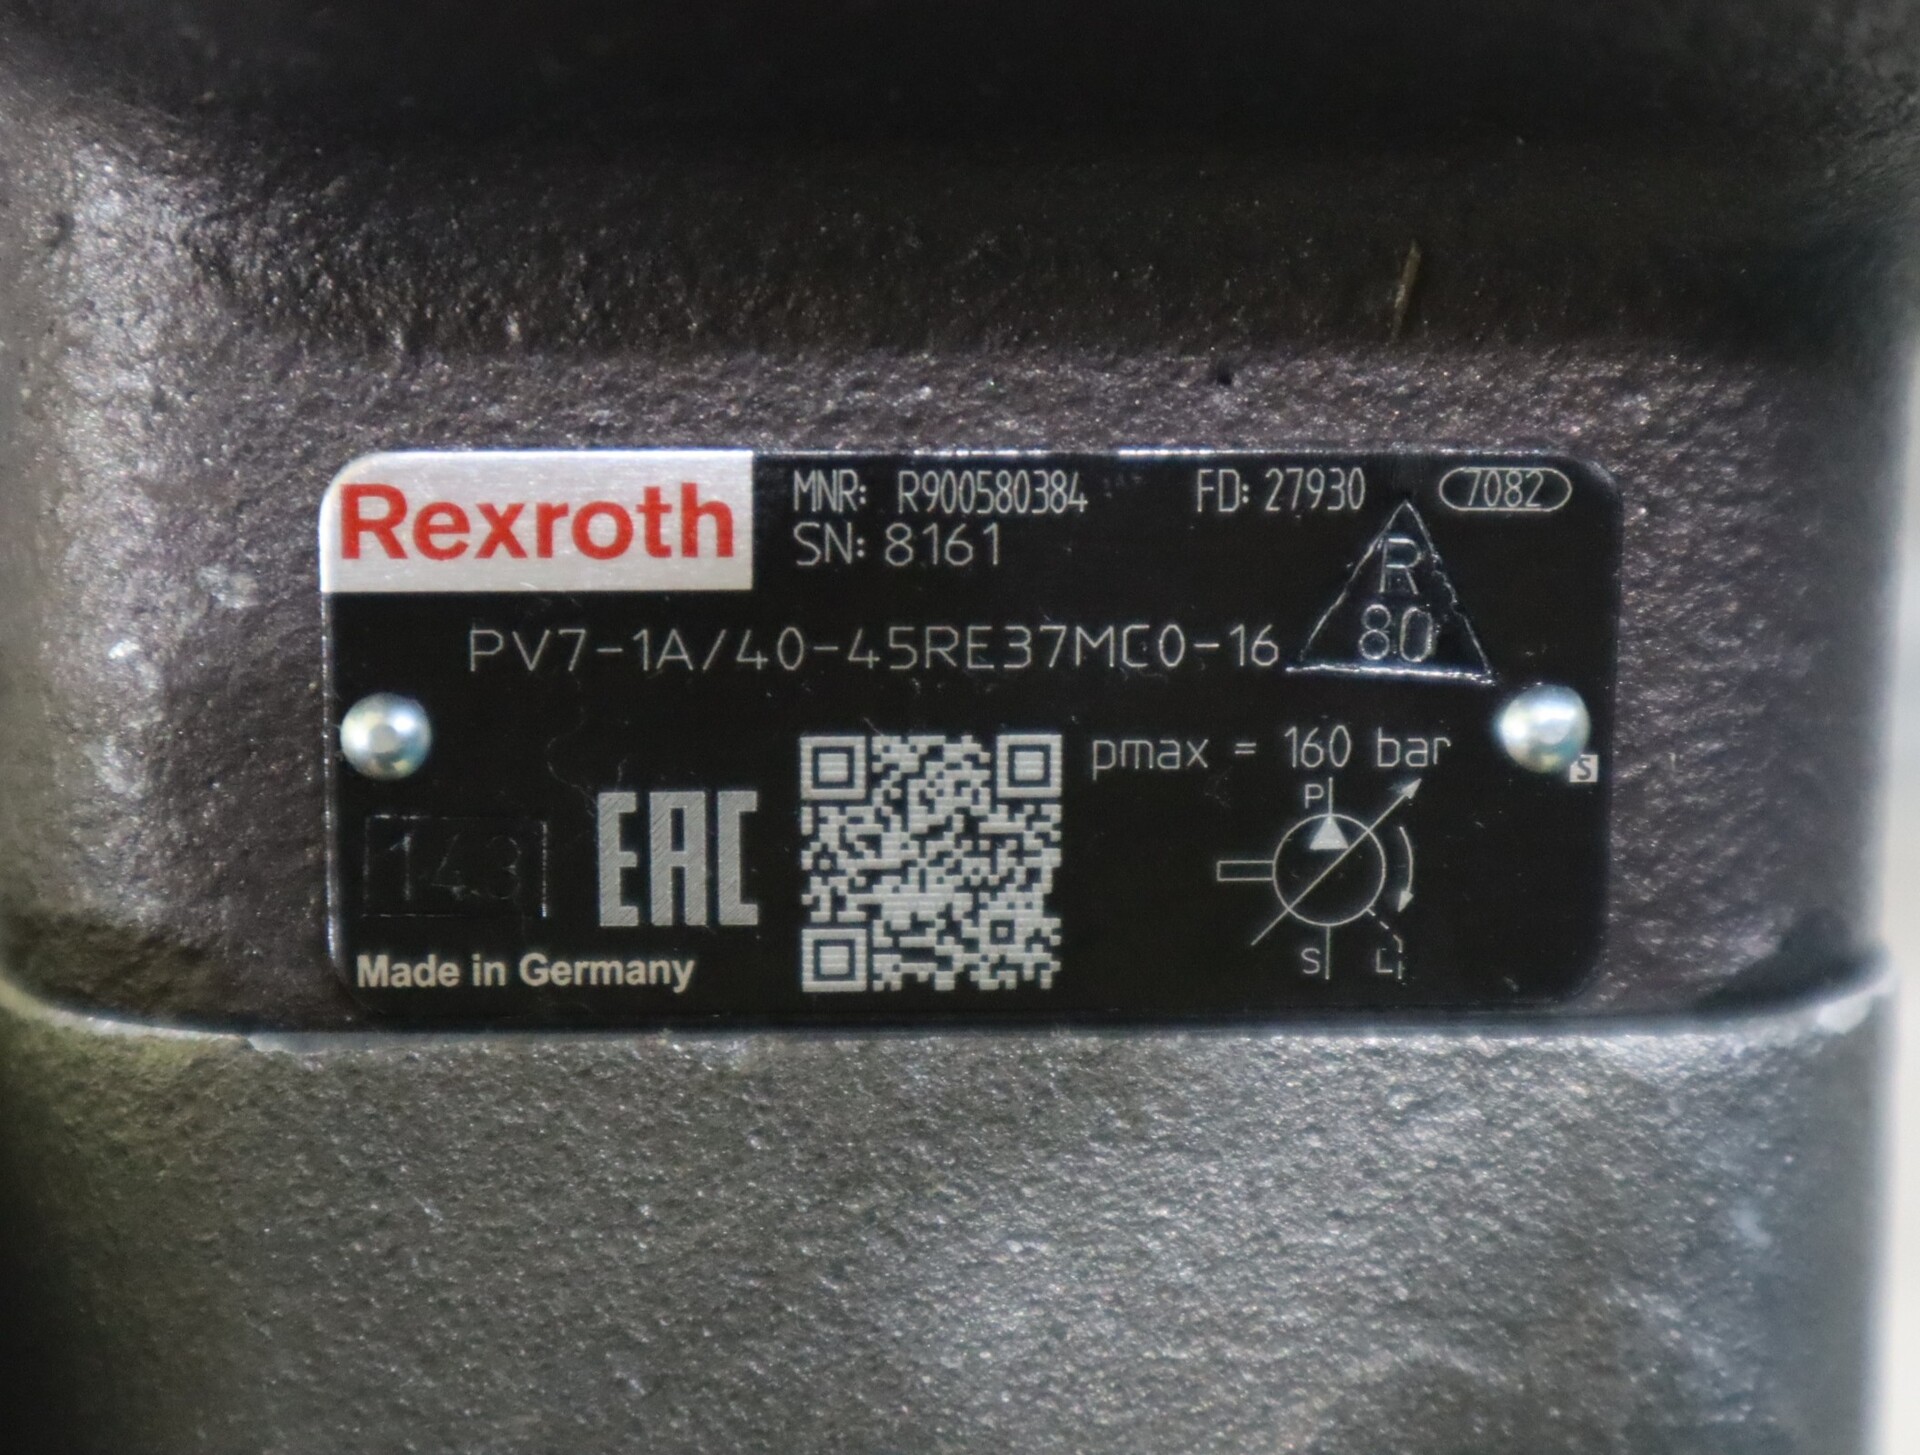 Rexroth
MNR: R900580384 FD: 27930 7082
SN: 8161
R
80
PV7-1A/40-45RE37MC0-16
pmax = 160 bar
S
P
143
EAC
S L
Made in Germany